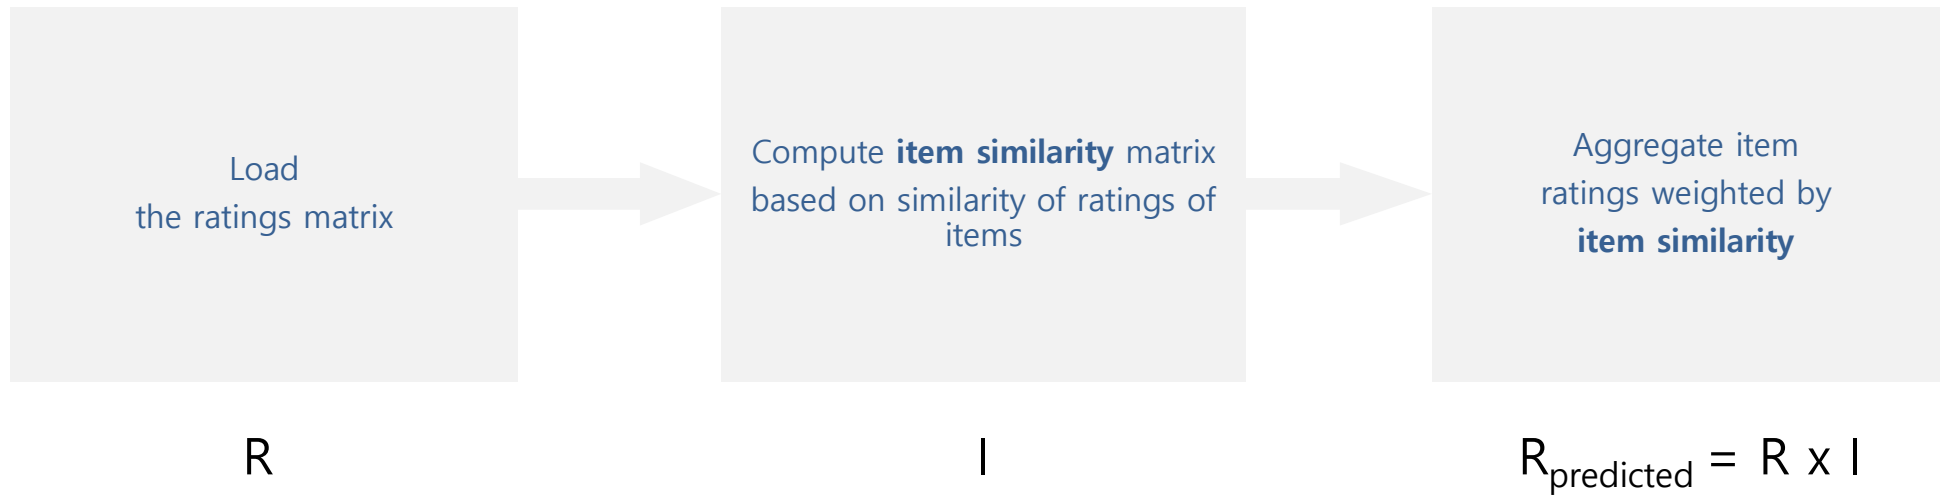 Load
the ratings matrix
Compute item similarity matrix
based on similarity of ratings of
items
Aggregate item
ratings weighted by
item similarity
R
I
Rpredicted = R x I